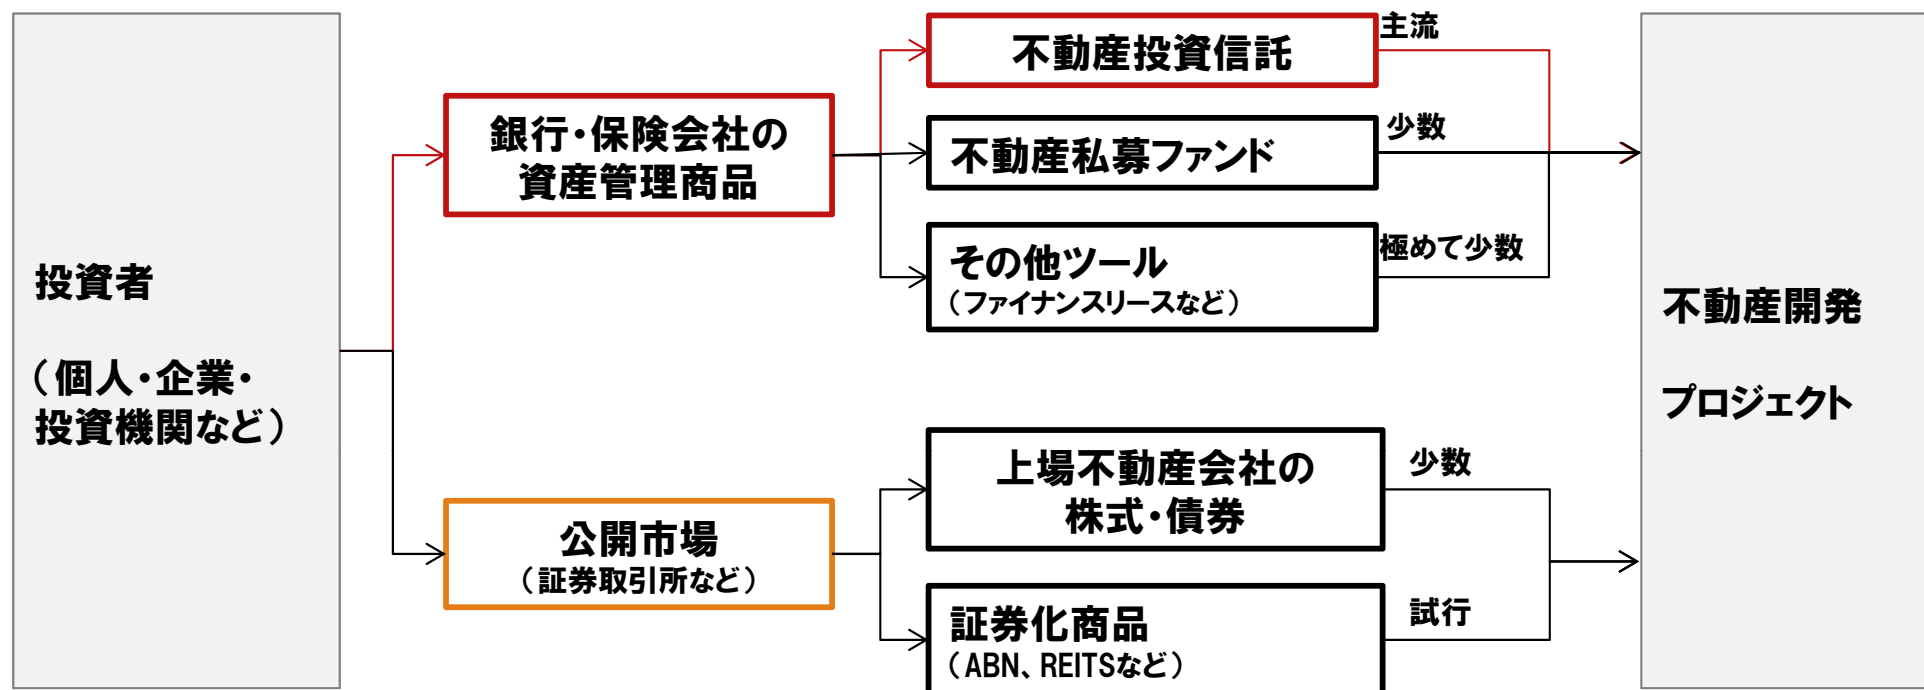 投資者
（個人・企業・
投資機関など）
銀行・保険会社の
資産管理商品
公開市場
（証券取引所など）
不動産投資信託
主流
不動産私募ファンド
少数
その他ツール
（ファイナンスリースなど）
極めて少数
上場不動産会社の
株式・債券
少数
証券化商品
（ABN、REITSなど）
試行
不動産開発
プロジェクト